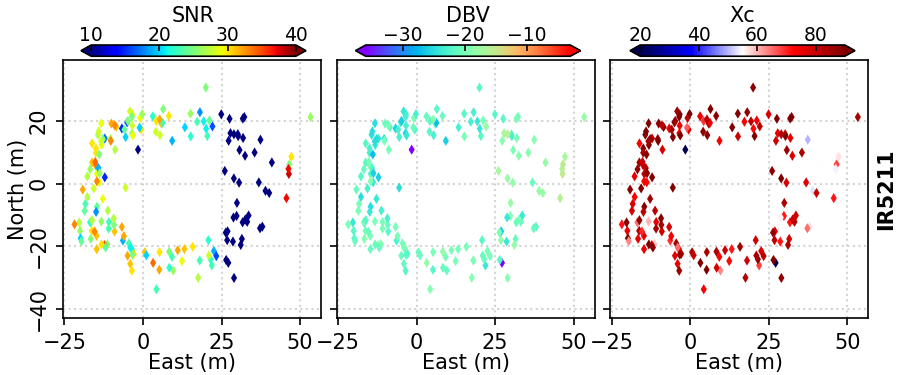 SNR DBV Xc
10 20 30 40 −30 −20 −10 20 40 60 80
North (m)
20
0
−20
−40
−25 0 25 50 −25 0 25 50 −25 0 25 50
East (m) East (m) East (m)
IR5211